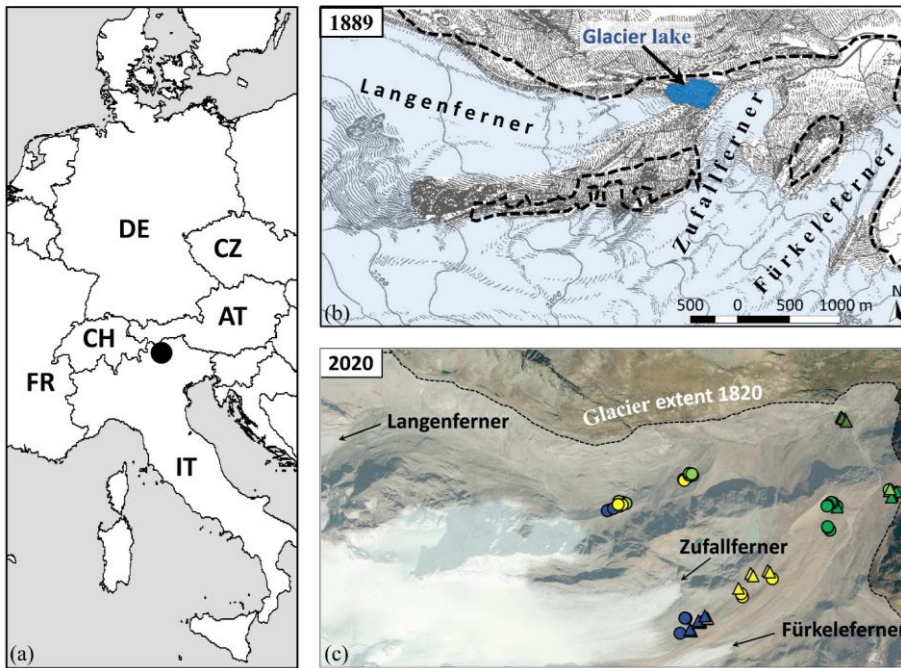 DE
CZ
AT
CH
FR
IT
(a)
1889
Glacier lake
Langenferner
Zufallferner
Fürkeleferner
500 0 500 1000 m
N
(b)
2020
Glacier extent 1820
Langenferner
Zufallferner
Fürkeleferner
(c)